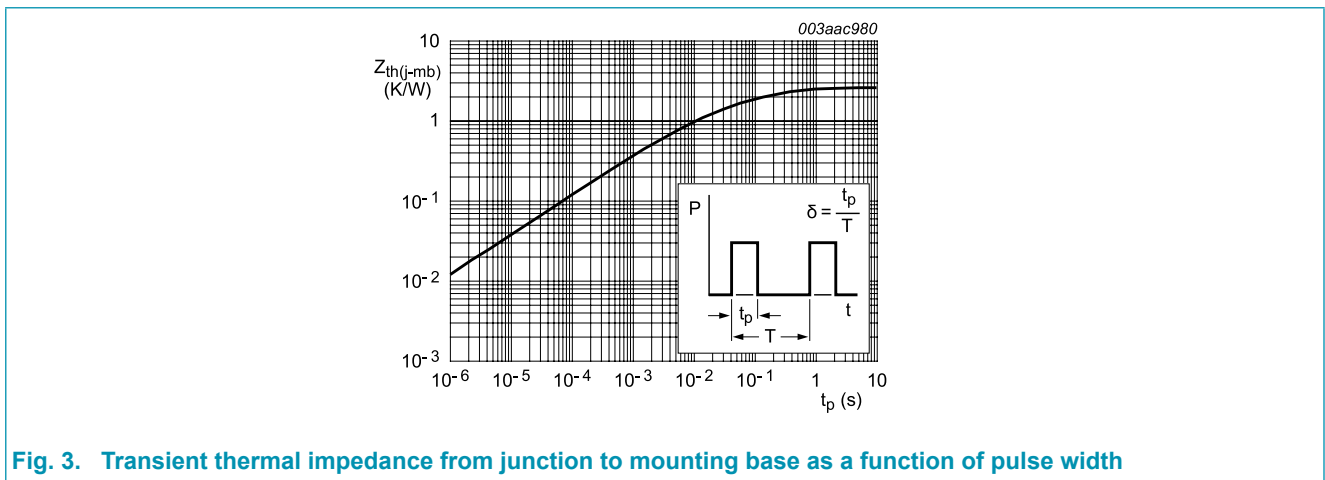 003aac980
10
Zth(j-mb)
(K/W)
1
10-1
10-2
10-3
P
δ = tp
T
tp
T
t
10-6 10-5 10-4 10-3 10-2 10-1 1 10
tp (s)
Fig. 3. Transient thermal impedance from junction to mounting base as a function of pulse width